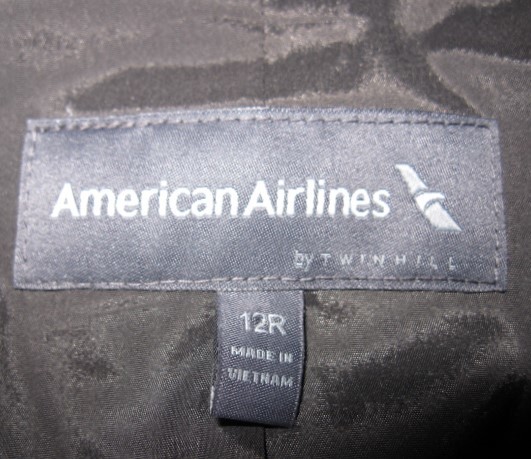 American Airlines
by TWINHILL
12R
MADE IN
VIETNAM